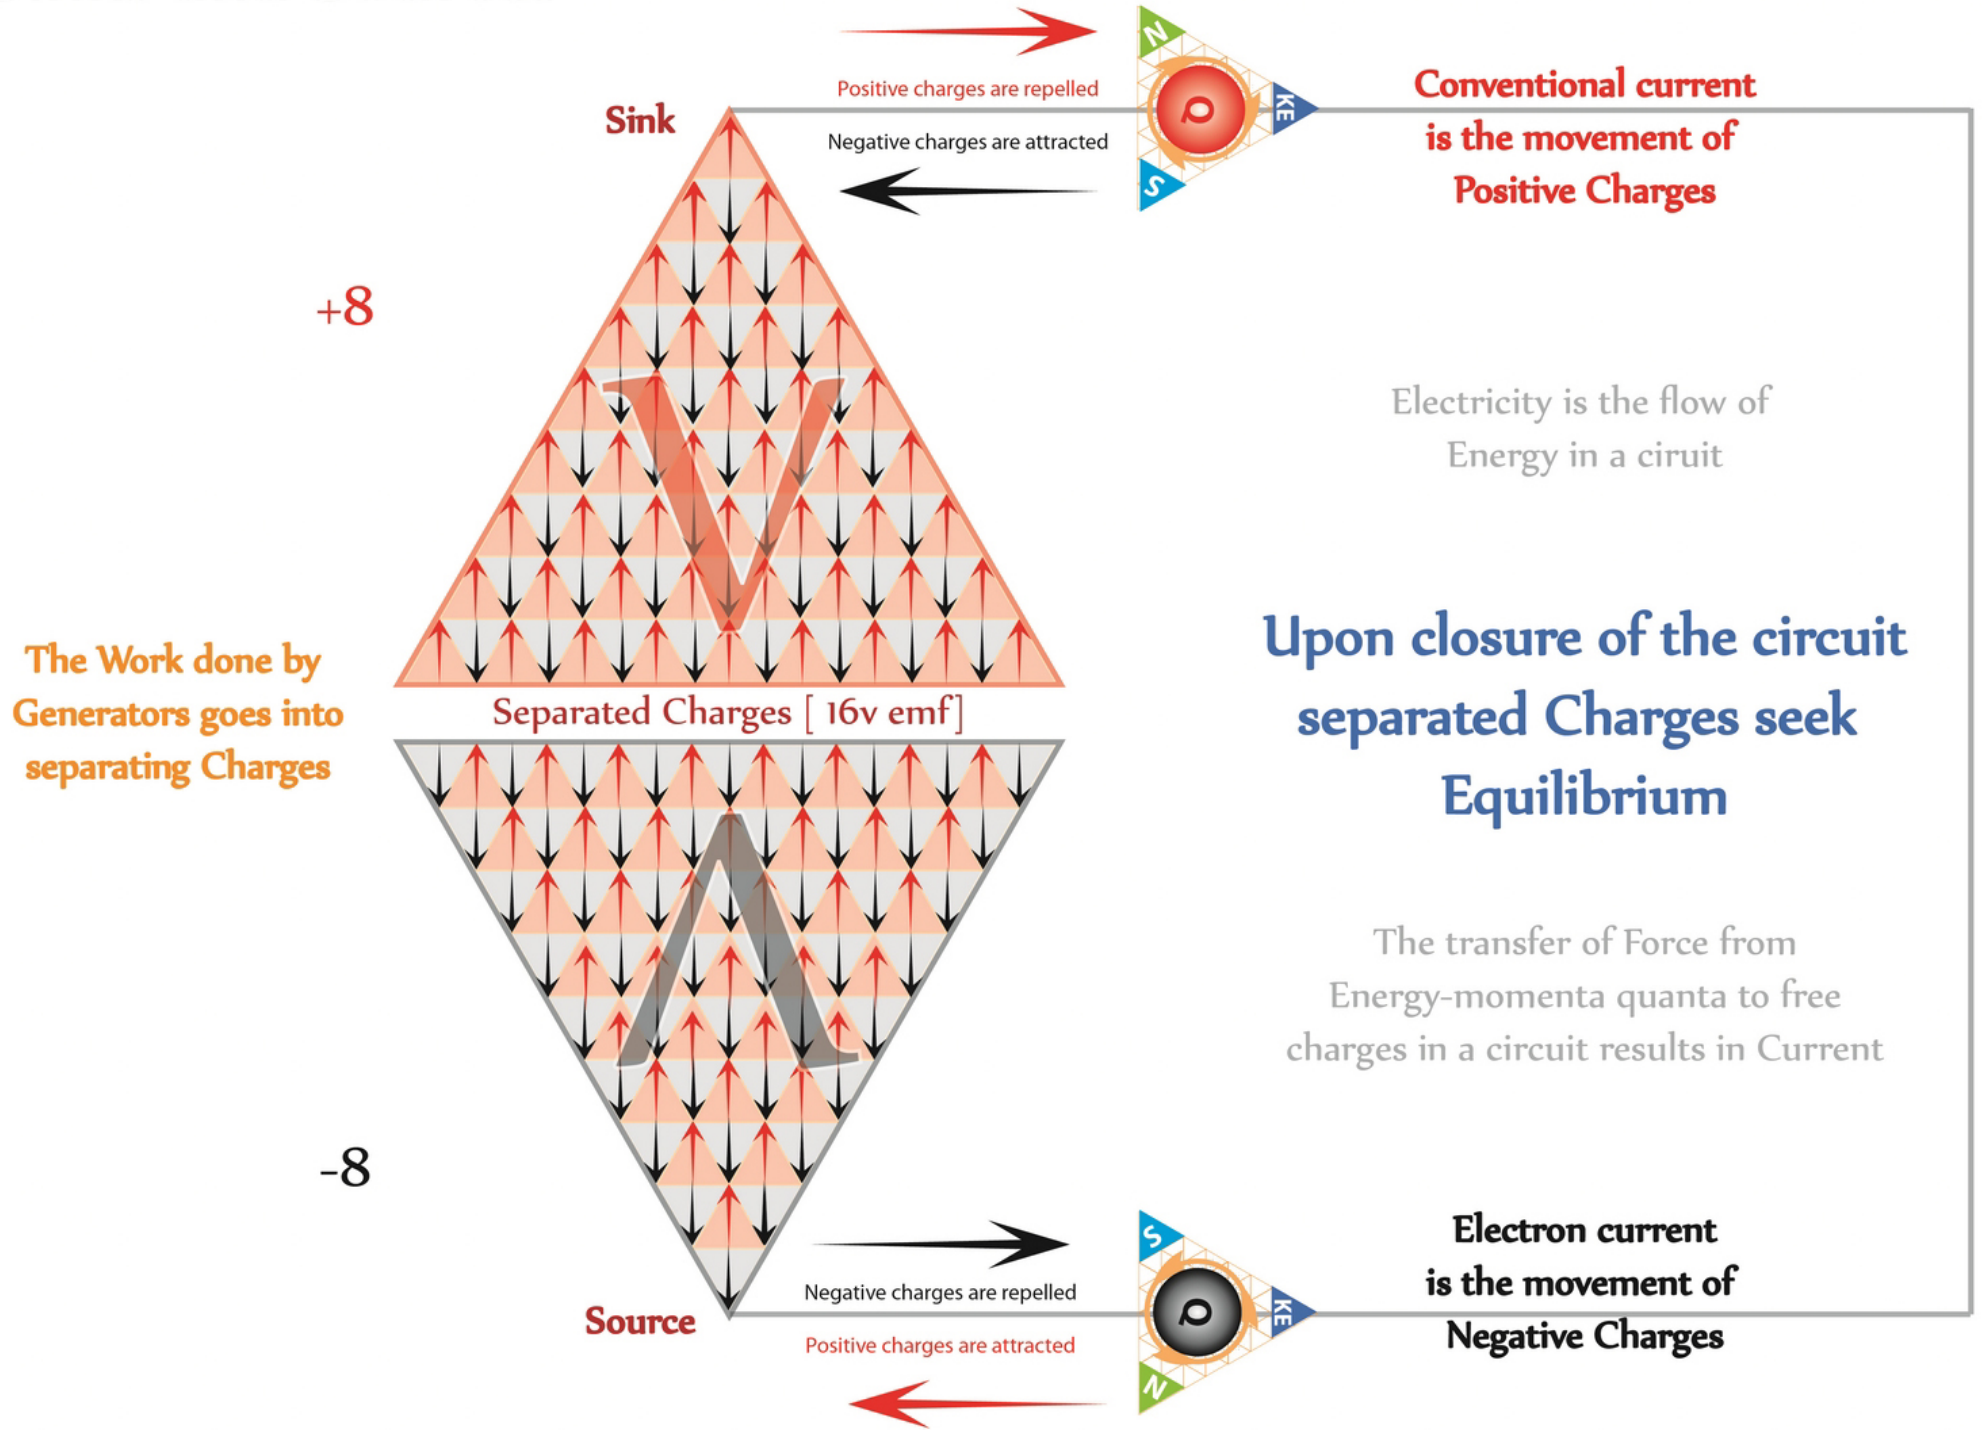 Sink
Positive charges are repelled
Negative charges are attracted
N
Q
KE
S
Conventional current
is the movement of
Positive Charges
+8
V
Electricity is the flow of
Energy in a ciruit
The Work done by
Generators goes into
separating Charges
Separated Charges [ 16v emf]
Upon closure of the circuit
separated Charges seek
Equilibrium
V
The transfer of Force from
Energy-momenta quanta to free
charges in a circuit results in Current
-8
Source
Negative charges are repelled
Positive charges are attracted
S
Q
KE
N
Electron current
is the movement of
Negative Charges